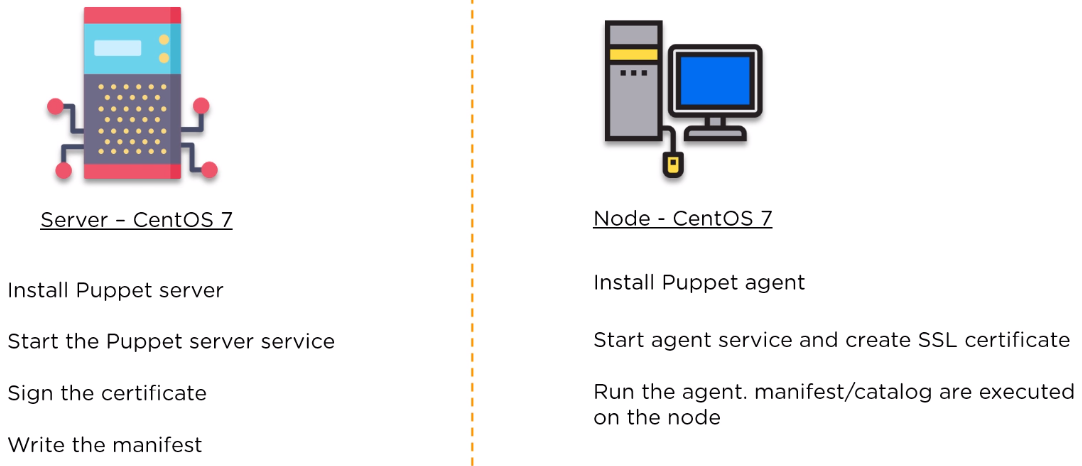 Server – CentOS 7
Install Puppet server
Start the Puppet server service
Sign the certificate
Write the manifest
Node - CentOS 7
Install Puppet agent
Start agent service and create SSL certificate
Run the agent. manifest/catalog are executed
on the node